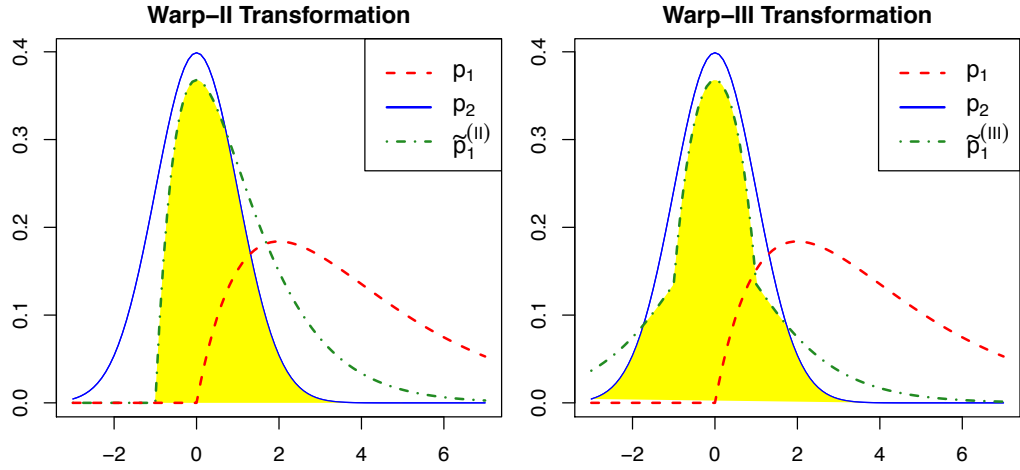 Warp–II Transformation
p₁
p₂
p̃₁⁽ᴵᴵ⁾
0.0 0.1 0.2 0.3 0.4
−2 0 2 4 6
Warp–III Transformation
p₁
p₂
p̃₁⁽ᴵᴵᴵ⁾
0.0 0.1 0.2 0.3 0.4
−2 0 2 4 6